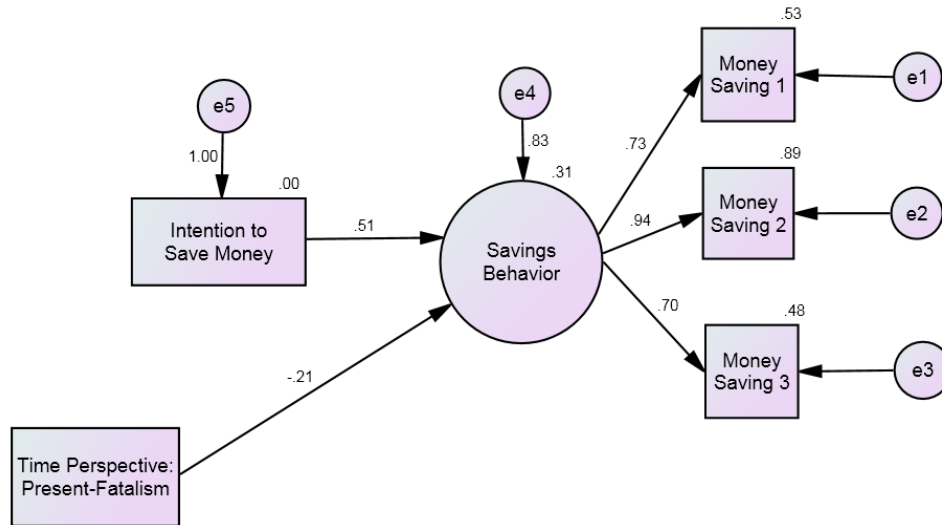 .53
Money
Saving 1
e1
e5
e4
1.00
.83
.73
.00
.31
.89
Intention to
Save Money
.51
Savings
Behavior
.94
Money
Saving 2
e2
.70
.48
Money
Saving 3
e3
-.21
Time Perspective:
Present-Fatalism